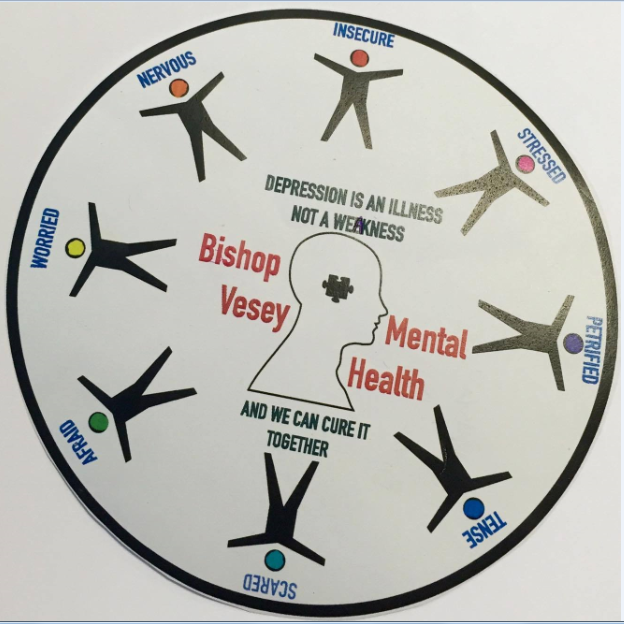 INSECURE
STRESSED
PETRIFIED
TENSE
SCARED
AFRAID
WORRIED
NERVOUS
DEPRESSION IS AN ILLNESS
NOT A WEAKNESS
Bishop
Vesey
Mental
Health
AND WE CAN CURE IT
TOGETHER